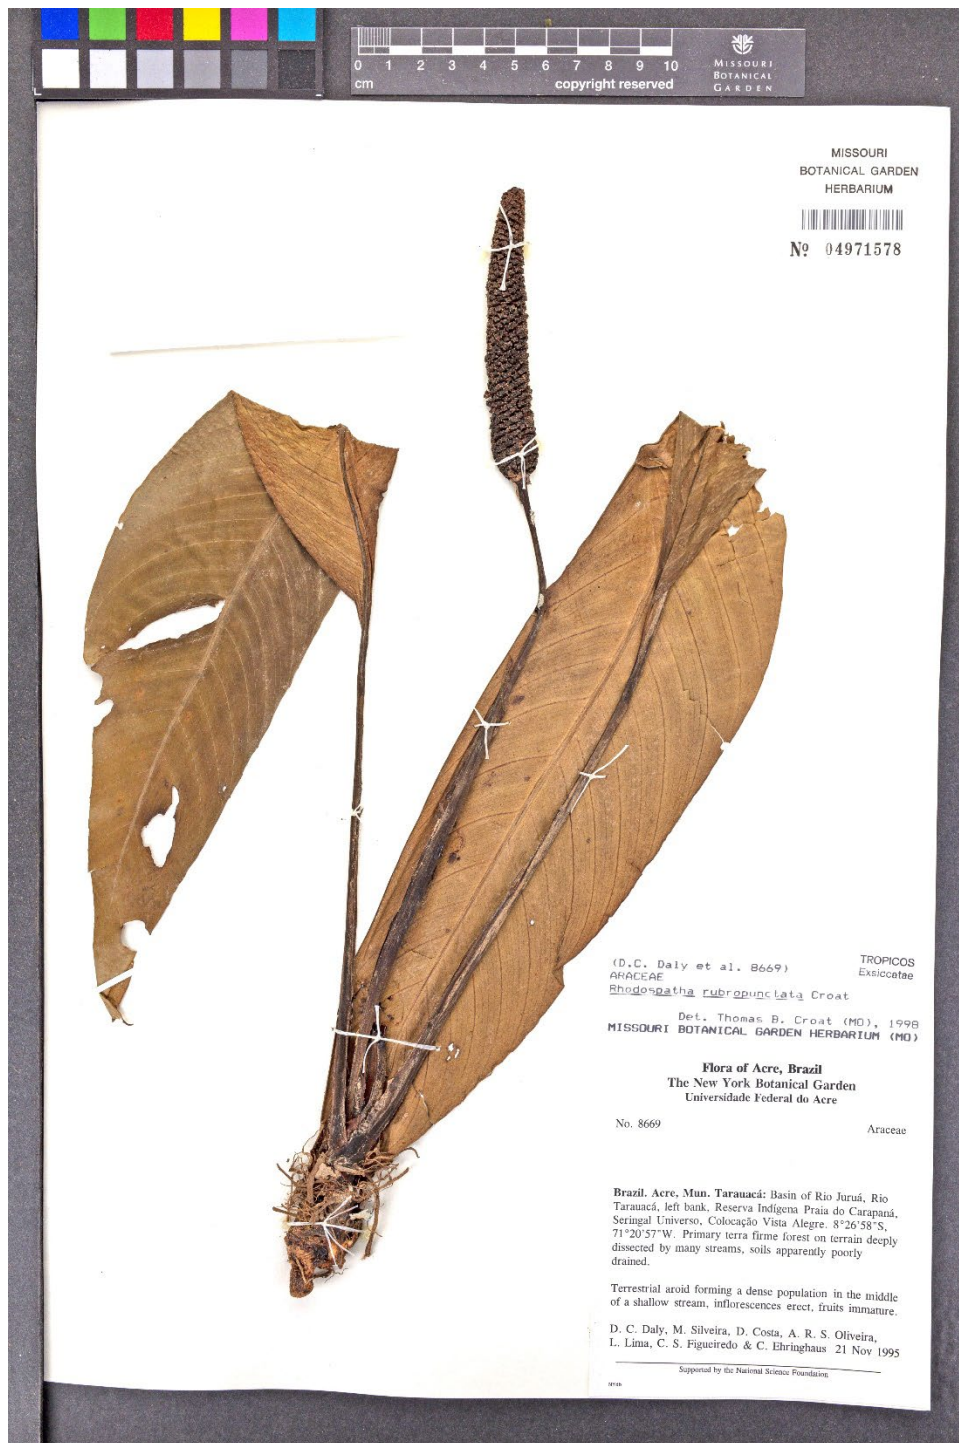 0 1 2 3 4 5 6 7 8 9 10
cm
copyright reserved
MISSOURI
BOTANICAL
GARDEN
MISSOURI
BOTANICAL GARDEN
HERBARIUM
№ 04971578
(D.C. Daly et al. 8669)
TROPICOS
Exsiccatae
ARACEAE
Rhodospatha rubropunctata Croat
Det. Thomas B. Croat (MO), 1998
MISSOURI BOTANICAL GARDEN HERBARIUM (MO)
Flora of Acre, Brazil
The New York Botanical Garden
Universidade Federal do Acre
No. 8669
Araceae
Brazil. Acre, Mun. Tarauacá: Basin of Rio Juruá, Rio
Tarauacá, left bank, Reserva Indígena Praia do Carapaná,
Seringal Universo, Colocação Vista Alegre. 8°26'58"S,
71°20'57"W. Primary terra firme forest on terrain deeply
dissected by many streams, soils apparently poorly
drained.
Terrestrial aroid forming a dense population in the middle
of a shallow stream, inflorescences erect, fruits immature.
D. C. Daly, M. Silveira, D. Costa, A. R. S. Oliveira,
L. Lima, C. S. Figueiredo & C. Ehringhaus 21 Nov 1995
Supported by the National Science Foundation